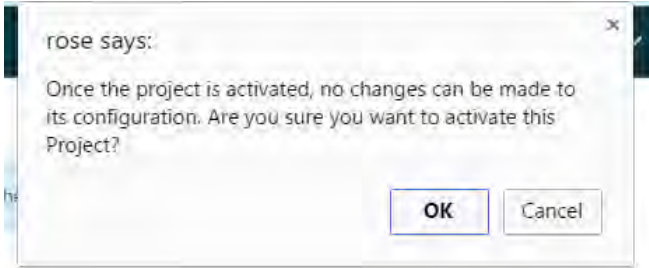 rose says:
Once the project is activated, no changes can be made to
its configuration. Are you sure you want to activate this
Project?
OK
Cancel